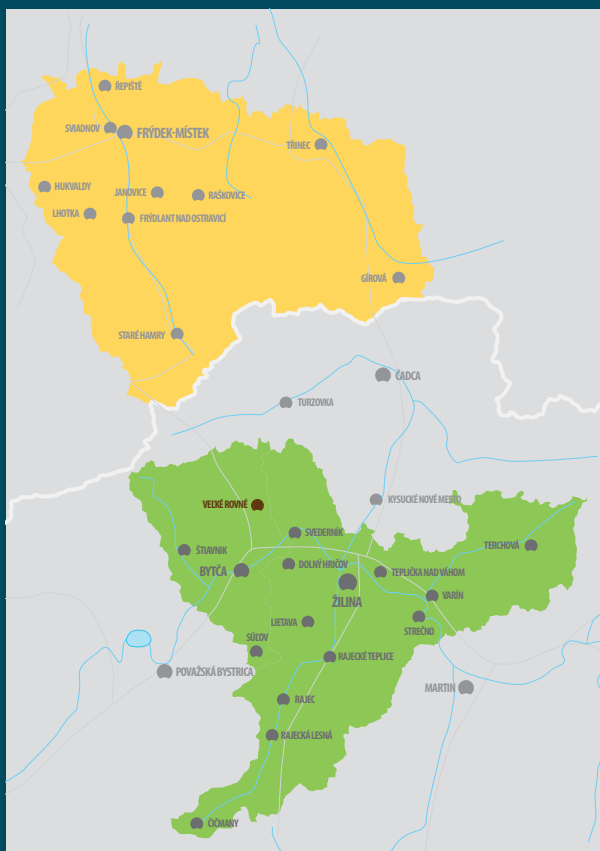 ŘEPIŠTĚ
SVIADNOV
FRÝDEK-MÍSTEK
TŘINEC
HUKVALDY
JANOVICE
RAŠKOVICE
LHOTKA
FRÝDLANT NAD OSTRAVICÍ
GÍROVÁ
STARÉ HAMRY
ČADCA
TURZOVKA
VEĽKÉ ROVNÉ
KYSUCKÉ NOVÉ MESTO
SVEDERNÍK
ŠTIAVNIK
TERCHOVÁ
BYTČA
DOLNÝ HRIČOV
TEPLIČKA NAD VÁHOM
ŽILINA
VARÍN
LIETAVA
STREČNO
SÚĽOV
RAJECKÉ TEPLICE
POVAŽSKÁ BYSTRICA
MARTIN
RAJEC
RAJECKÁ LESNÁ
ČIČMANY